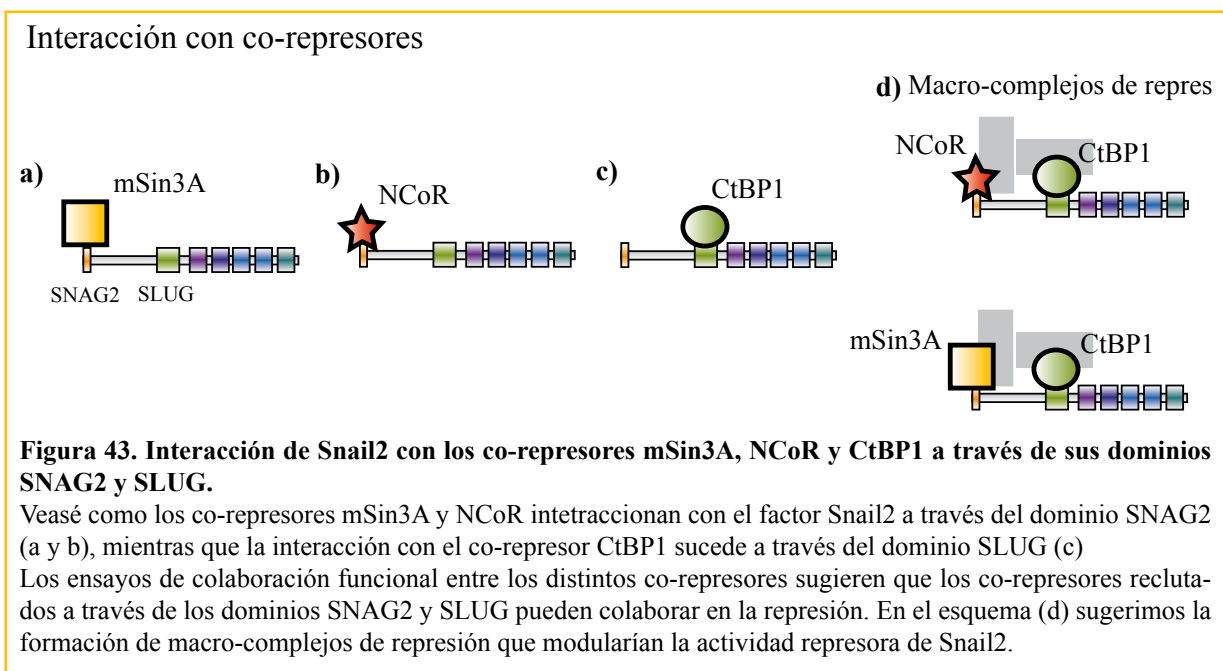 Interacción con co-represores
d) Macro-complejos de repres
NCoR
CtBP1
a)
mSin3A
b)
NCoR
c)
CtBP1
SNAG2
SLUG
mSin3A
CtBP1
Figura 43. Interacción de Snail2 con los co-represores mSin3A, NCoR y CtBP1 a través de sus dominios
SNAG2 y SLUG.
Veasé como los co-represores mSin3A y NCoR intetraccionan con el factor Snail2 a través del dominio SNAG2
(a y b), mientras que la interacción con el co-represor CtBP1 sucede a través del dominio SLUG (c)
Los ensayos de colaboración funcional entre los distintos co-represores sugieren que los co-represores recluta-
dos a través de los dominios SNAG2 y SLUG pueden colaborar en la represión. En el esquema (d) sugerimos la
formación de macro-complejos de represión que modularían la actividad represora de Snail2.